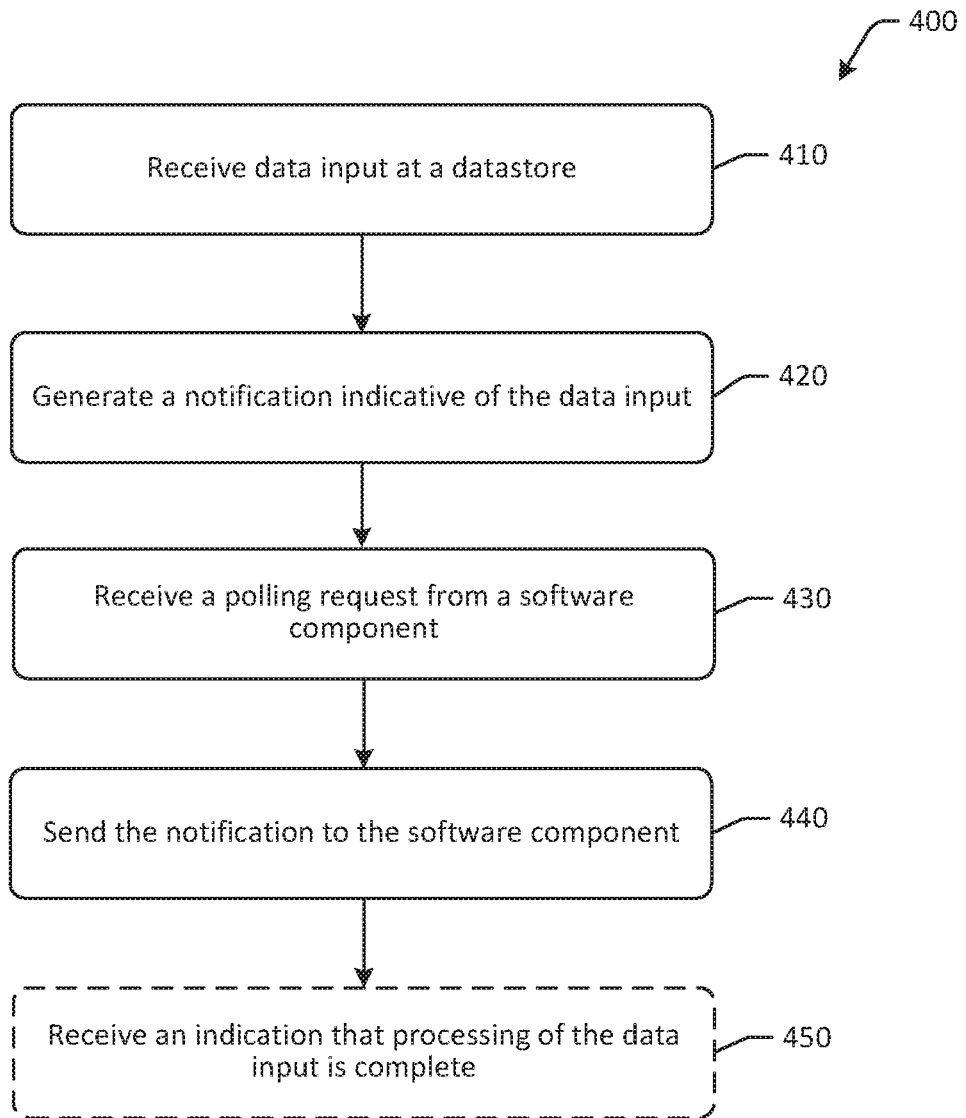 400
Receive data input at a datastore
410
Generate a notification indicative of the data input
420
Receive a polling request from a software
component
430
Send the notification to the software component
440
Receive an indication that processing of the data
input is complete
450